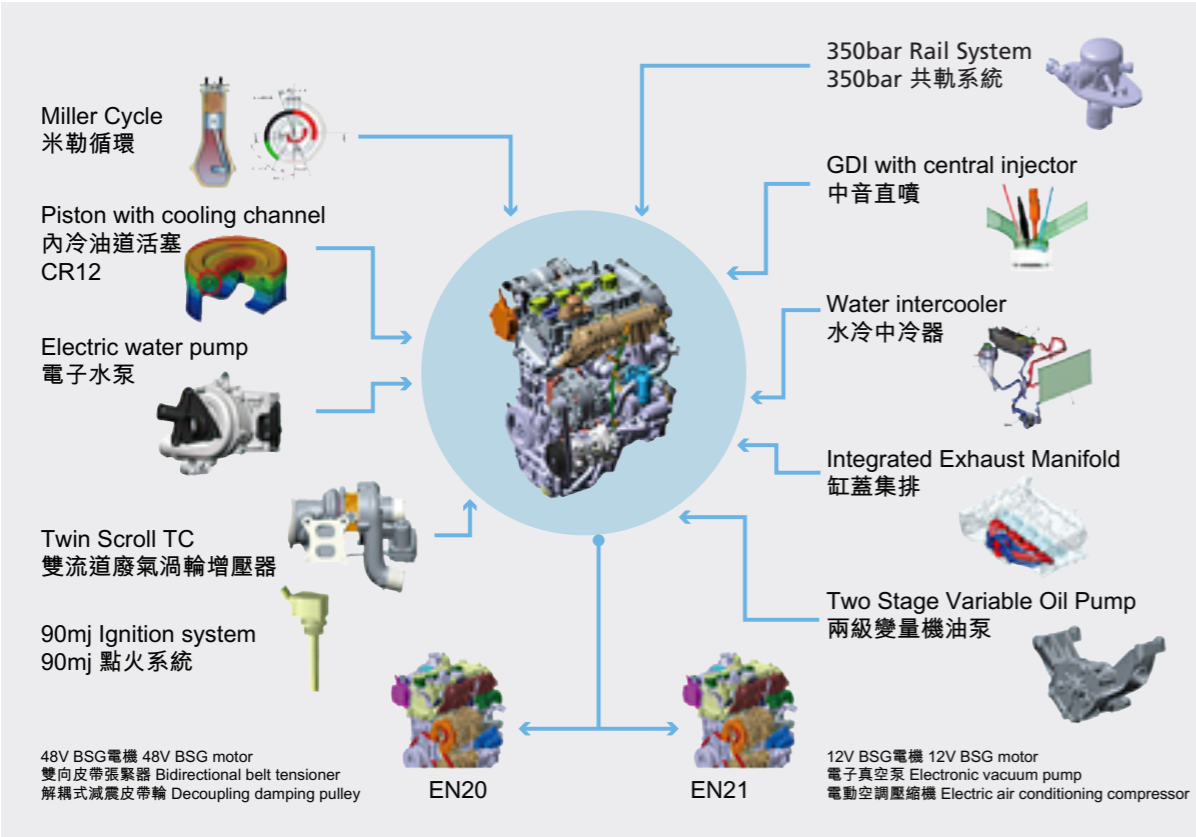 Miller Cycle
米勒循環
Piston with cooling channel
內冷油道活塞
CR12
Electric water pump
電子水泵
Twin Scroll TC
雙流道廢氣渦輪增壓器
90mj Ignition system
90mj 點火系統
350bar Rail System
350bar 共軌系統
GDI with central injector
中音直噴
Water intercooler
水冷中冷器
Integrated Exhaust Manifold
缸蓋集排
Two Stage Variable Oil Pump
兩級變量機油泵
48V BSG電機 48V BSG motor
雙向皮帶張緊器 Bidirectional belt tensioner
解耦式減震皮帶輪 Decoupling damping pulley
EN20
EN21
12V BSG電機 12V BSG motor
電子真空泵 Electronic vacuum pump
電動空調壓縮機 Electric air conditioning compressor